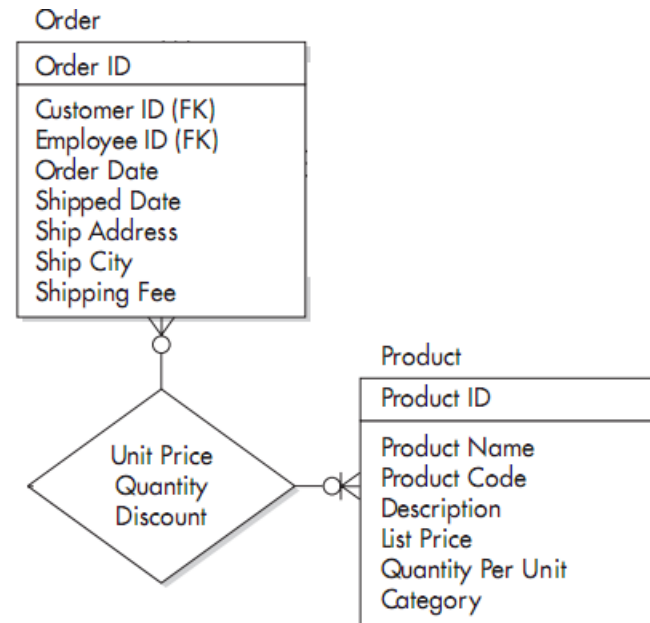 Order
Order ID
Customer ID (FK)
Employee ID (FK)
Order Date
Shipped Date
Ship Address
Ship City
Shipping Fee
Unit Price
Quantity
Discount
Product
Product ID
Product Name
Product Code
Description
List Price
Quantity Per Unit
Category